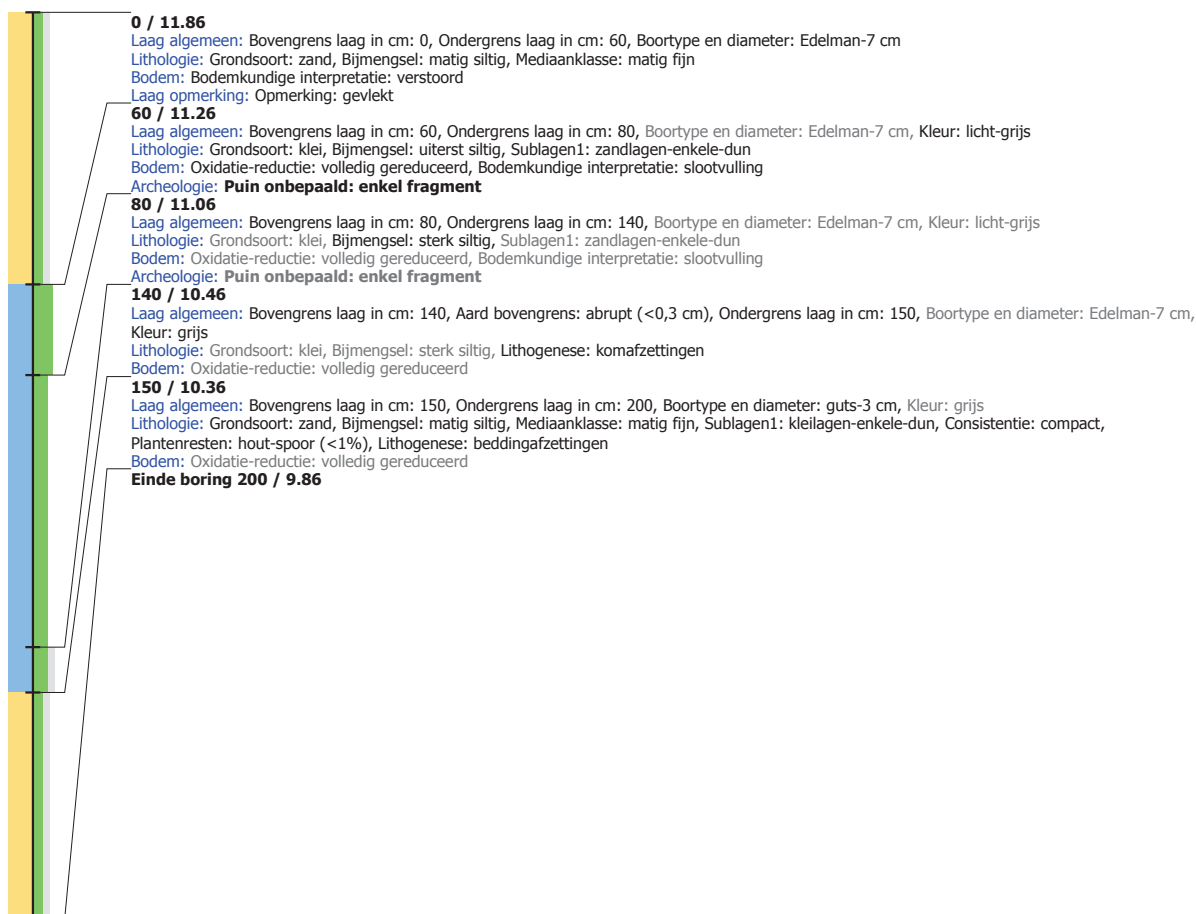 0 / 11.86
Laag algemeen: Bovengrens laag in cm: 0, Ondergrens laag in cm: 60, Boortype en diameter: Edelman-7 cm
Lithologie: Grondsoort: zand, Bijmengsel: matig siltig, Mediaanklasse: matig fijn
Bodem: Bodemkundige interpretatie: verstoord
Laag opmerking: Opmerking: gevlekt
60 / 11.26
Laag algemeen: Bovengrens laag in cm: 60, Ondergrens laag in cm: 80, Boortype en diameter: Edelman-7 cm, Kleur: licht-grijs
Lithologie: Grondsoort: klei, Bijmengsel: uiterst siltig, Sublagen1: zandlagen-enkele-dun
Bodem: Oxidatie-reductie: volledig gereduceerd, Bodemkundige interpretatie: slootvulling
Archeologie: Puin onbepaald: enkel fragment
80 / 11.06
Laag algemeen: Bovengrens laag in cm: 80, Ondergrens laag in cm: 140, Boortype en diameter: Edelman-7 cm, Kleur: licht-grijs
Lithologie: Grondsoort: klei, Bijmengsel: sterk siltig, Sublagen1: zandlagen-enkele-dun
Bodem: Oxidatie-reductie: volledig gereduceerd, Bodemkundige interpretatie: slootvulling
Archeologie: Puin onbepaald: enkel fragment
140 / 10.46
Laag algemeen: Bovengrens laag in cm: 140, Aard bovengrens: abrupt (<0,3 cm), Ondergrens laag in cm: 150, Boortype en diameter: Edelman-7 cm,
Kleur: grijs
Lithologie: Grondsoort: klei, Bijmengsel: sterk siltig, Lithogenese: komafzettingen
Bodem: Oxidatie-reductie: volledig gereduceerd
150 / 10.36
Laag algemeen: Bovengrens laag in cm: 150, Ondergrens laag in cm: 200, Boortype en diameter: guts-3 cm, Kleur: grijs
Lithologie: Grondsoort: zand, Bijmengsel: matig siltig, Mediaanklasse: matig fijn, Sublagen1: kleilagen-enkele-dun, Consistentie: compact,
Plantenresten: hout-spoor (<1%), Lithogenese: beddingafzettingen
Bodem: Oxidatie-reductie: volledig gereduceerd
Einde boring 200 / 9.86